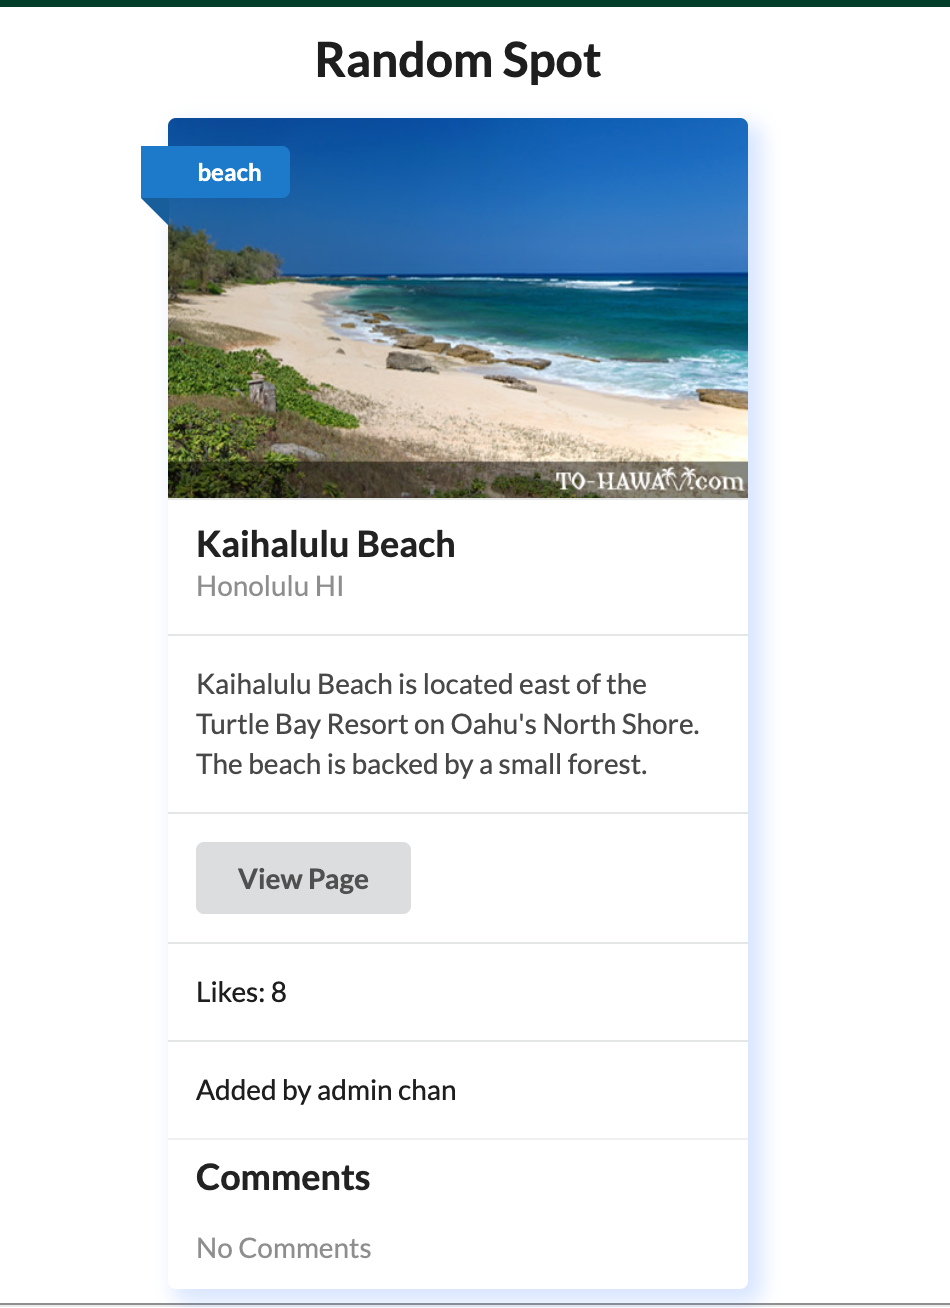 Random Spot
beach
TO-HAWAII.com
Kaihalulu Beach
Honolulu HI
Kaihalulu Beach is located east of the
Turtle Bay Resort on Oahu's North Shore.
The beach is backed by a small forest.
View Page
Likes: 8
Added by admin chan
Comments
No Comments